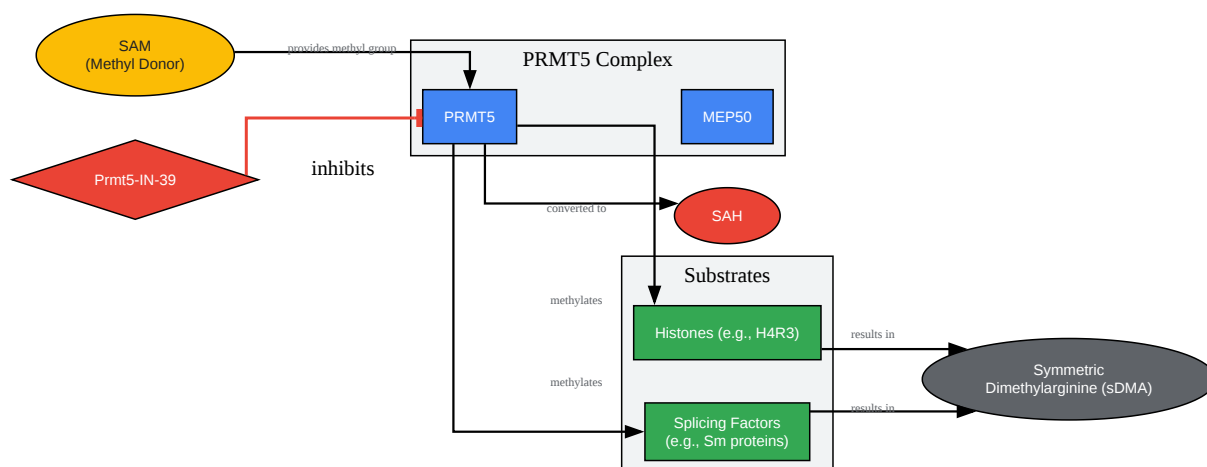 SAM
(Methyl Donor)
provides methyl group
PRMT5 Complex
PRMT5
MEP50
Prmt5-IN-39
inhibits
converted to
SAH
Substrates
methylates
Histones (e.g., H4R3)
results in
Symmetric
Dimethylarginine (sDMA)
methylates
results in
Splicing Factors
(e.g., Sm proteins)